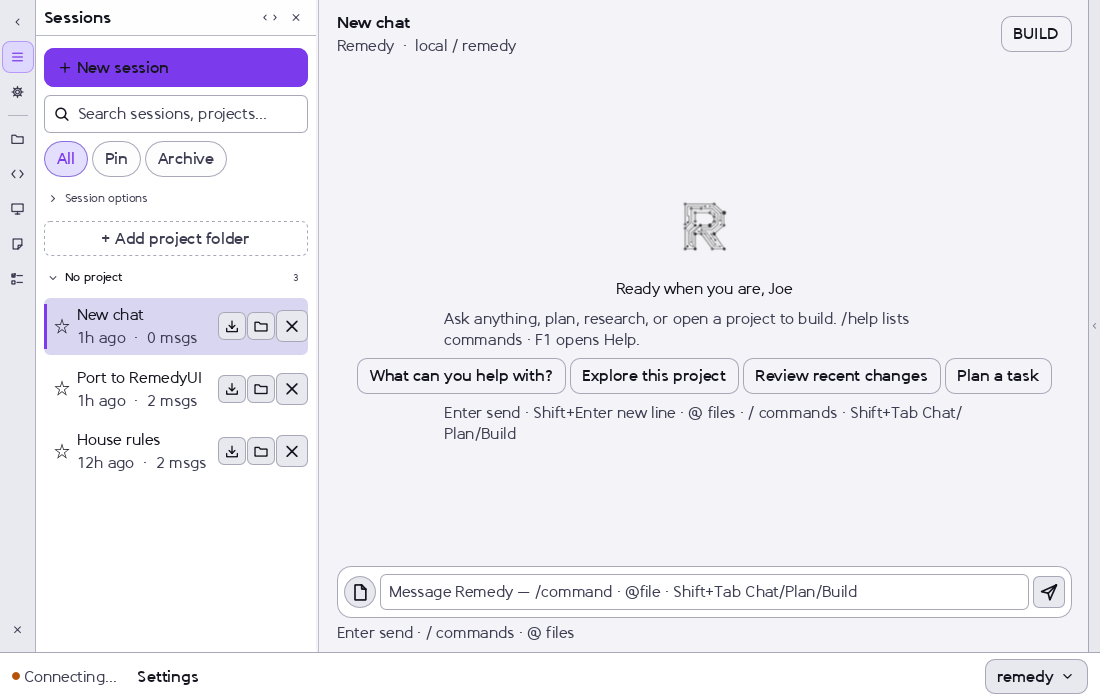 Sessions
+ New session
Search sessions, projects...
All
Pin
Archive
Session options
+ Add project folder
No project
3
New chat
1h ago · 0 msgs
Port to RemedyUI
1h ago · 2 msgs
House rules
12h ago · 2 msgs
New chat
Remedy · local / remedy
BUILD
Ready when you are, Joe
Ask anything, plan, research, or open a project to build. /help lists
commands · F1 opens Help.
What can you help with?
Explore this project
Review recent changes
Plan a task
Enter send · Shift+Enter new line · @ files · / commands · Shift+Tab Chat/
Plan/Build
Message Remedy — /command · @file · Shift+Tab Chat/Plan/Build
Enter send · / commands · @ files
Connecting...
Settings
remedy